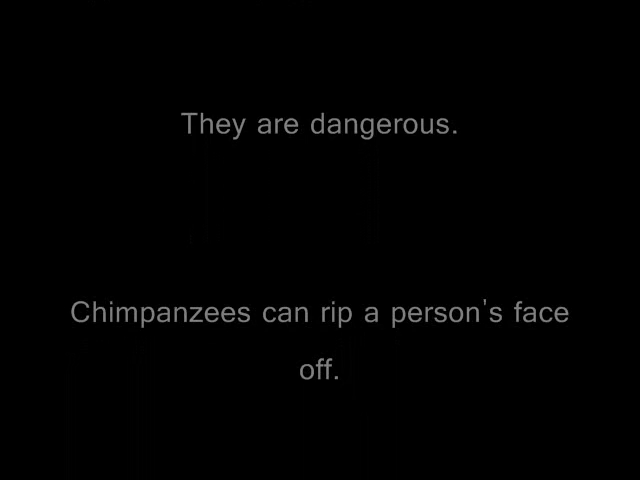 They are dangerous.
Chimpanzees can rip a person's face
off.